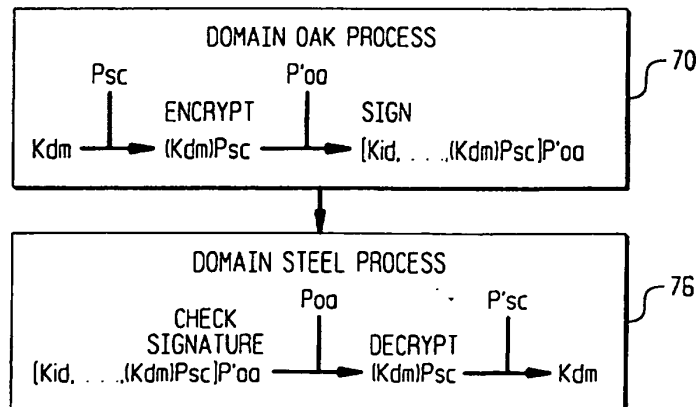 DOMAIN OAK PROCESS
Psc P'oa
ENCRYPT SIGN
Kdm (Kdm)Psc [Kid, . . . ,(Kdm)Psc]P'oa
70
DOMAIN STEEL PROCESS
Poa P'sc
CHECK
SIGNATURE DECRYPT
[Kid, . . . ,(Kdm)Psc]P'oa (Kdm)Psc Kdm
76